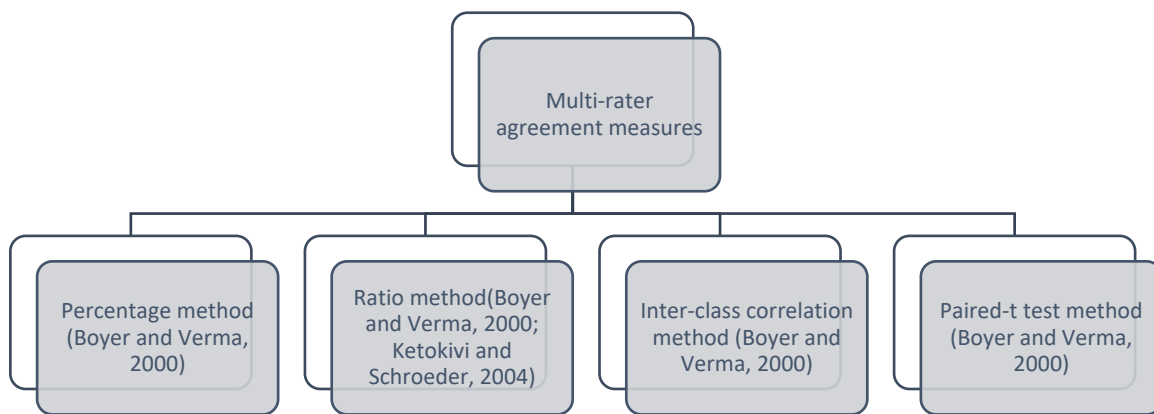 Multi-rater
agreement measures
Percentage method
(Boyer and Verma,
2000)
Ratio method(Boyer
and Verma, 2000;
Ketokivi and
Schroeder, 2004)
Inter-class correlation
method (Boyer and
Verma, 2000)
Paired-t test method
(Boyer and Verma,
2000)